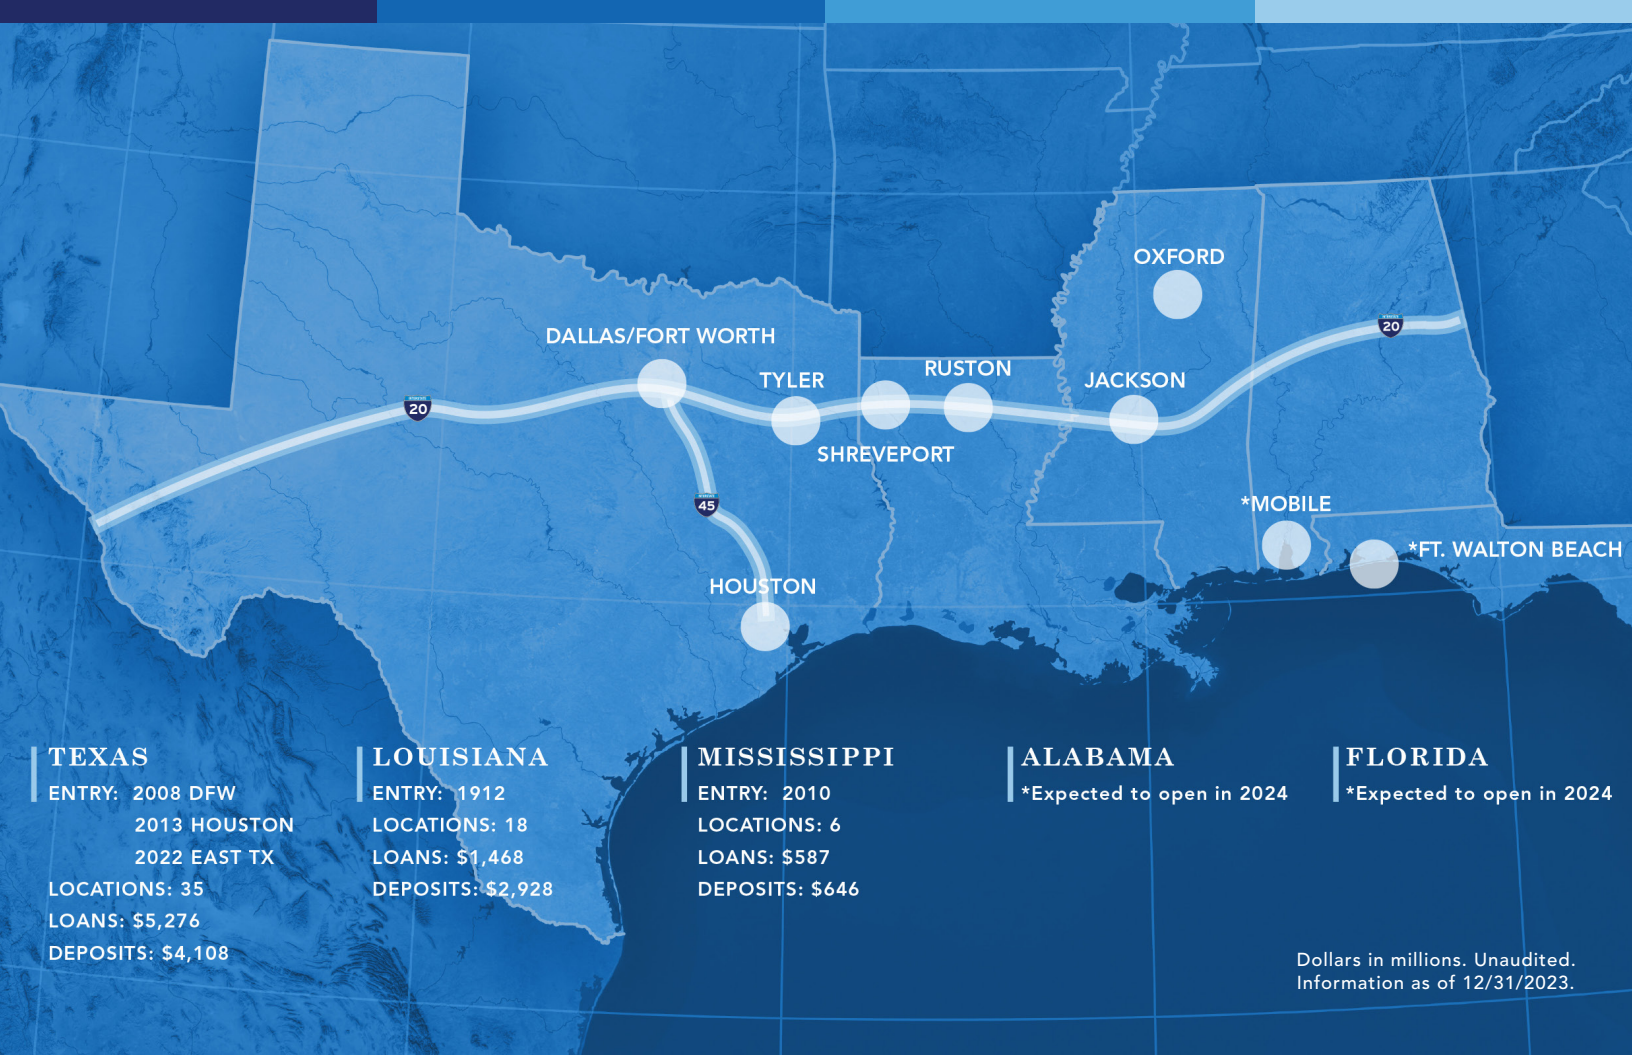 OXFORD
20
DALLAS/FORT WORTH
RUSTON
TYLER
JACKSON
20
SHREVEPORT
45
*MOBILE
*FT. WALTON BEACH
HOUSTON
TEXAS
ENTRY: 2008 DFW
2013 HOUSTON
2022 EAST TX
LOCATIONS: 35
LOANS: $5,276
DEPOSITS: $4,108
LOUISIANA
ENTRY: 1912
LOCATIONS: 18
LOANS: $1,468
DEPOSITS: $2,928
MISSISSIPPI
ENTRY: 2010
LOCATIONS: 6
LOANS: $587
DEPOSITS: $646
ALABAMA
*Expected to open in 2024
FLORIDA
*Expected to open in 2024
Dollars in millions. Unaudited.
Information as of 12/31/2023.